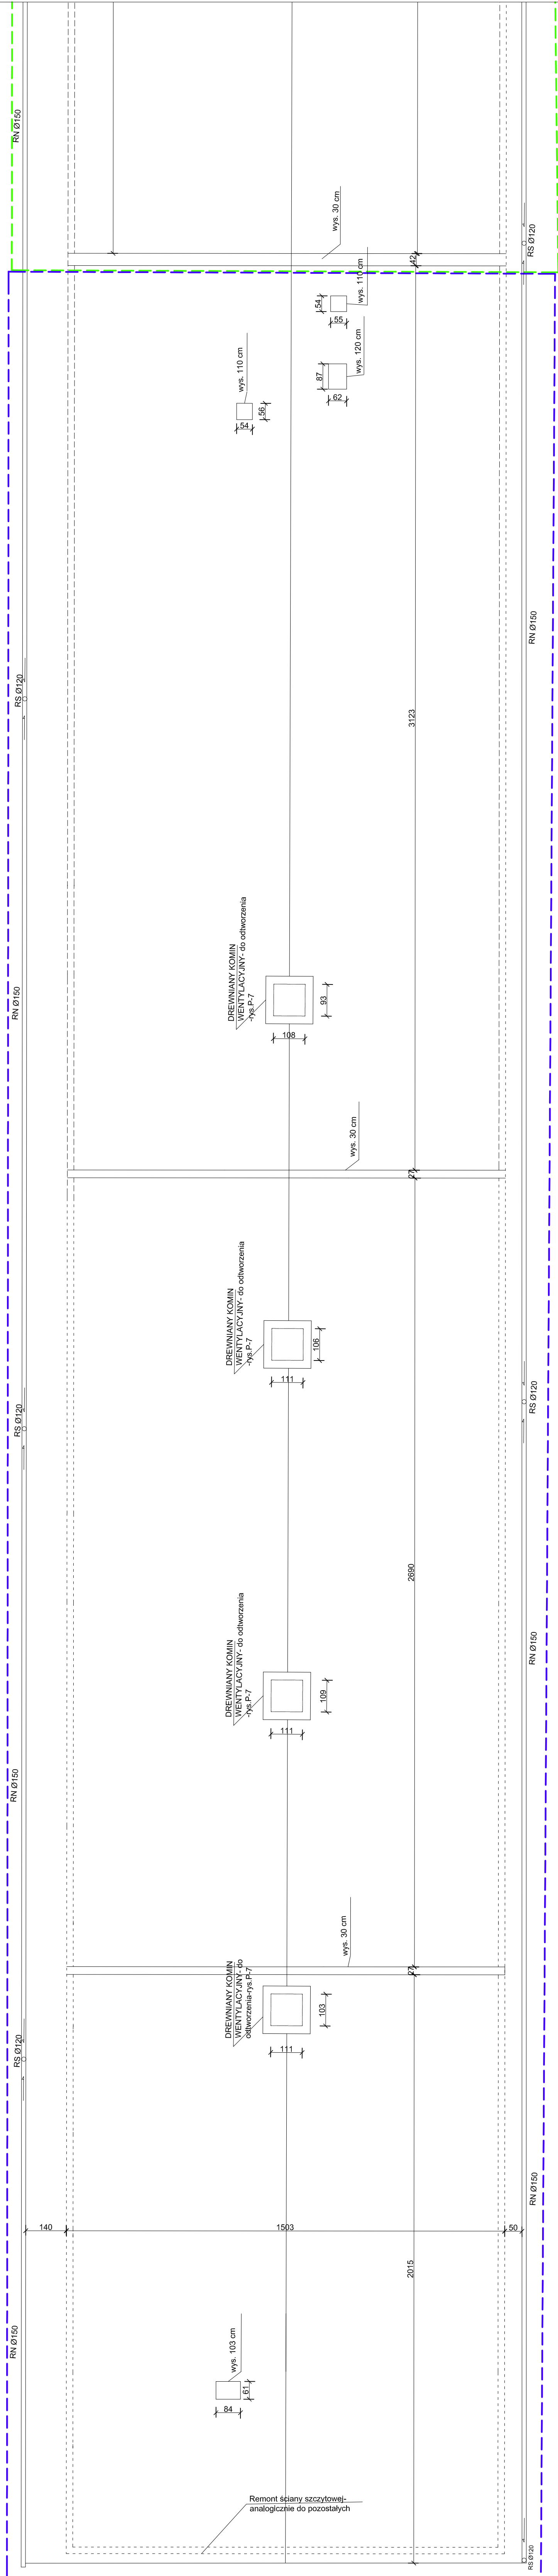 RN Ø150
wys. 30 cm
RS Ø120
42
wys. 110 cm
54
55
wys. 120 cm
87
62
wys. 110 cm
56
54
RN Ø150
RS Ø120
3123
DREWNIANY KOMIN
WENTYLACYJNY- do odtworzenia
-rys.P-7
93
108
RN Ø150
wys. 30 cm
27
DREWNIANY KOMIN
WENTYLACYJNY- do odtworzenia
-rys.P-7
106
111
RS Ø120
RS Ø120
2690
DREWNIANY KOMIN
WENTYLACYJNY- do odtworzenia
-rys.P-7
109
111
RN Ø150
RN Ø150
wys. 30 cm
27
DREWNIANY KOMIN
WENTYLACYJNY- do
odtworzenia-rys.P-7
103
111
RS Ø120
RN Ø150
140
1503
50
2015
RN Ø150
wys. 103 cm
61
84
Remont ściany szczytowej-
analogicznie do pozostałych
RS Ø120